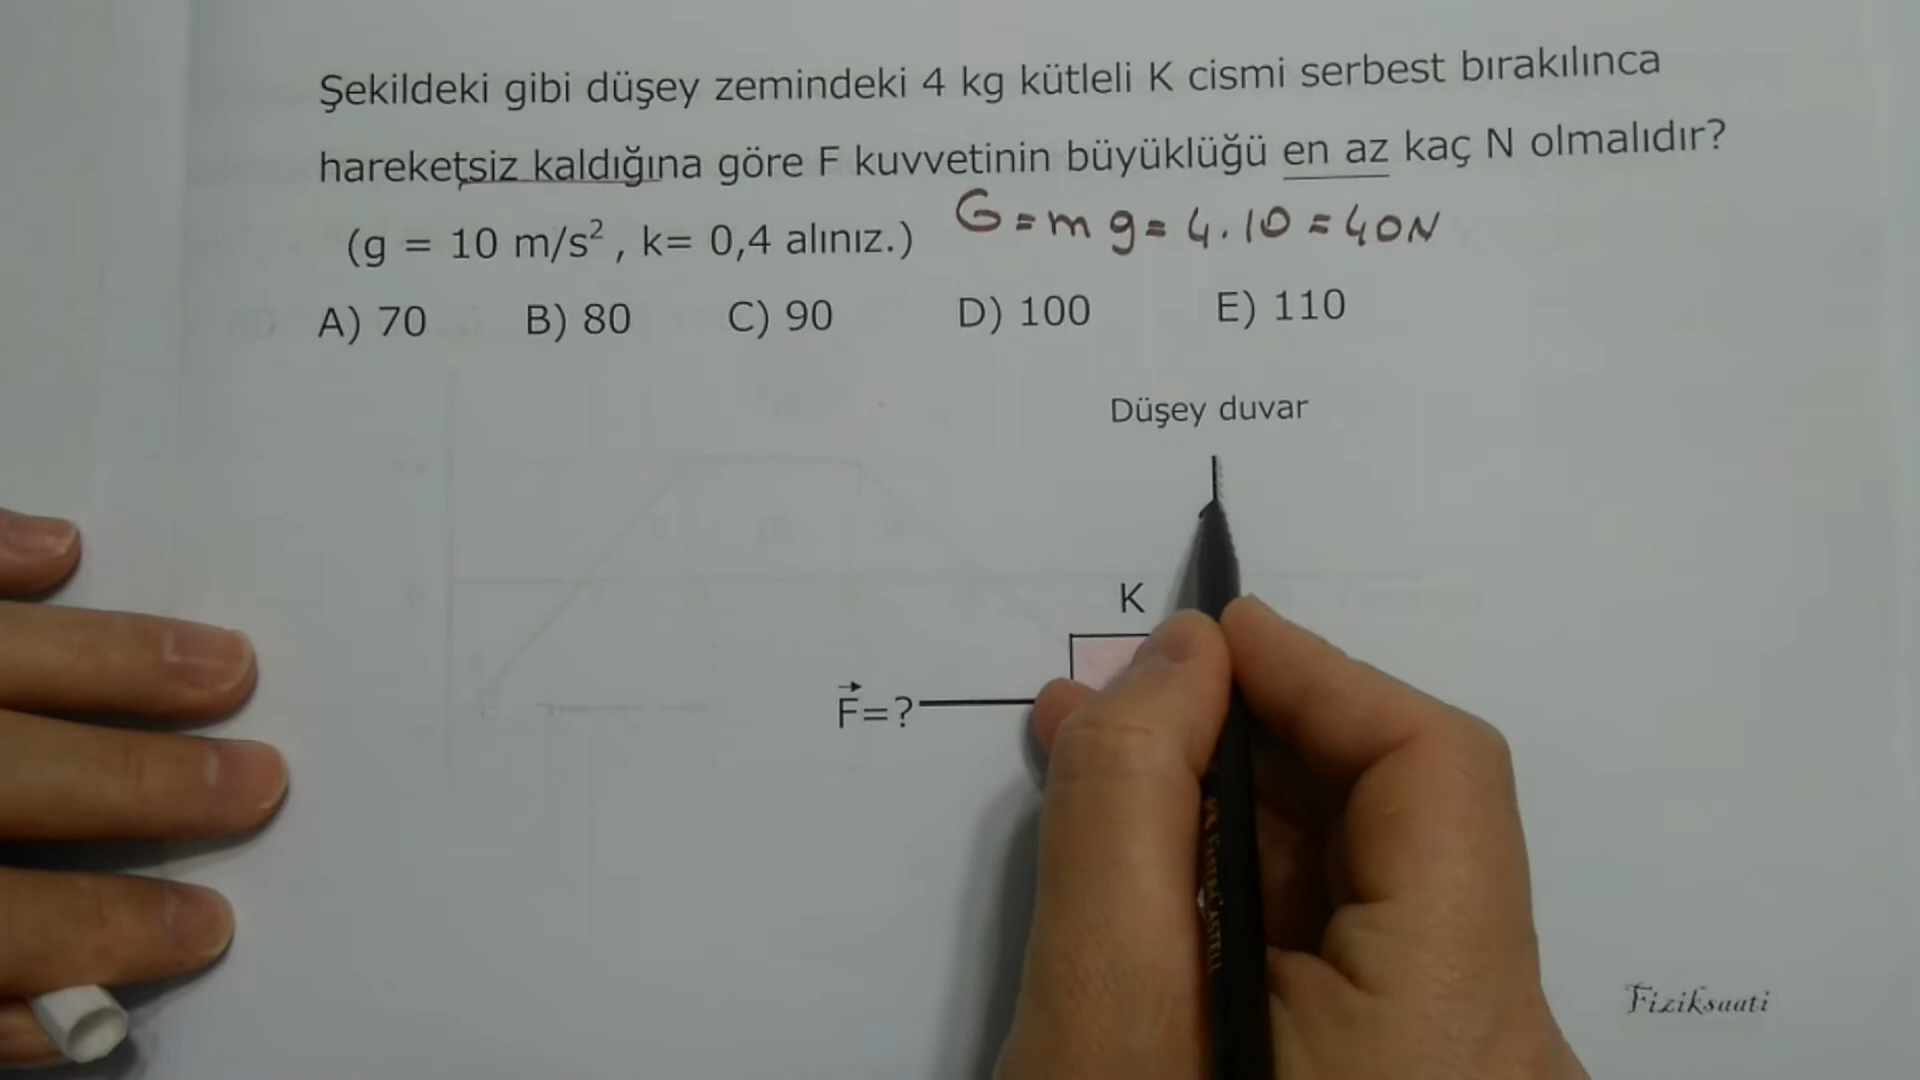 Şekildeki gibi düşey zemindeki 4 kg kütleli K cismi serbest bırakılınca
hareketsiz kaldığına göre F kuvvetinin büyüklüğü en az kaç N olmalıdır?
(g = 10 m/s², k= 0,4 alınız.) G = m g = 4.10 = 40N
A) 70 B) 80 C) 90 D) 100 E) 110
Düşey duvar
K
F⃗=?
Fiziksaati